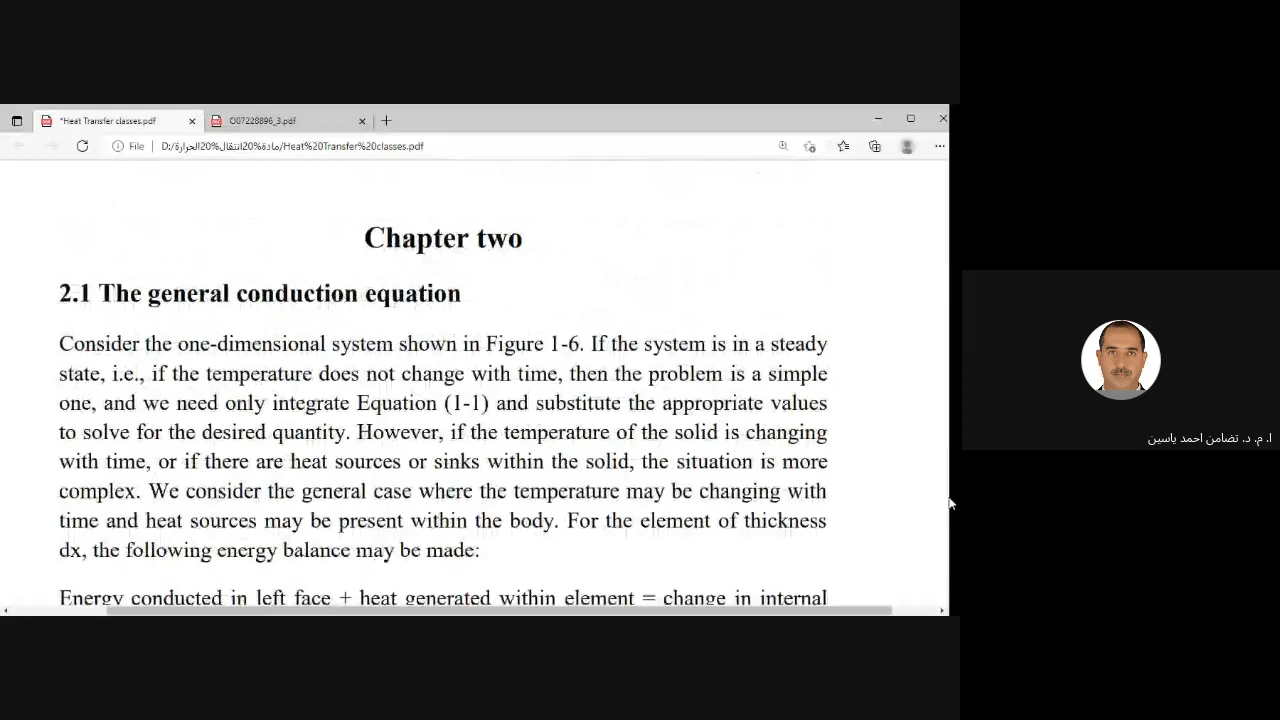 *Heat Transfer classes.pdf
O07228896_3.pdf
File
D:/مادة%20انتقال%20الحرارة/Heat%20Transfer%20classes.pdf
Chapter two
2.1 The general conduction equation
Consider the one-dimensional system shown in Figure 1-6. If the system is in a steady
state, i.e., if the temperature does not change with time, then the problem is a simple
one, and we need only integrate Equation (1-1) and substitute the appropriate values
to solve for the desired quantity. However, if the temperature of the solid is changing
with time, or if there are heat sources or sinks within the solid, the situation is more
complex. We consider the general case where the temperature may be changing with
time and heat sources may be present within the body. For the element of thickness
dx, the following energy balance may be made:
Energy conducted in left face + heat generated within element = change in internal
ا. م. د. تضامن احمد ياسين